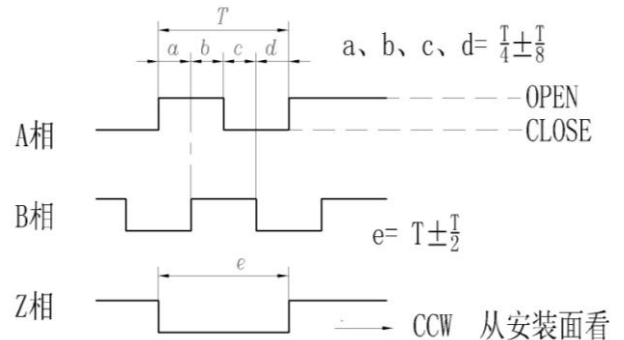 T
a b c d
a、b、c、d= T/4±T/8
OPEN
A相
CLOSE
B相
e= T±T/2
e
Z相
CCW 从安装面看